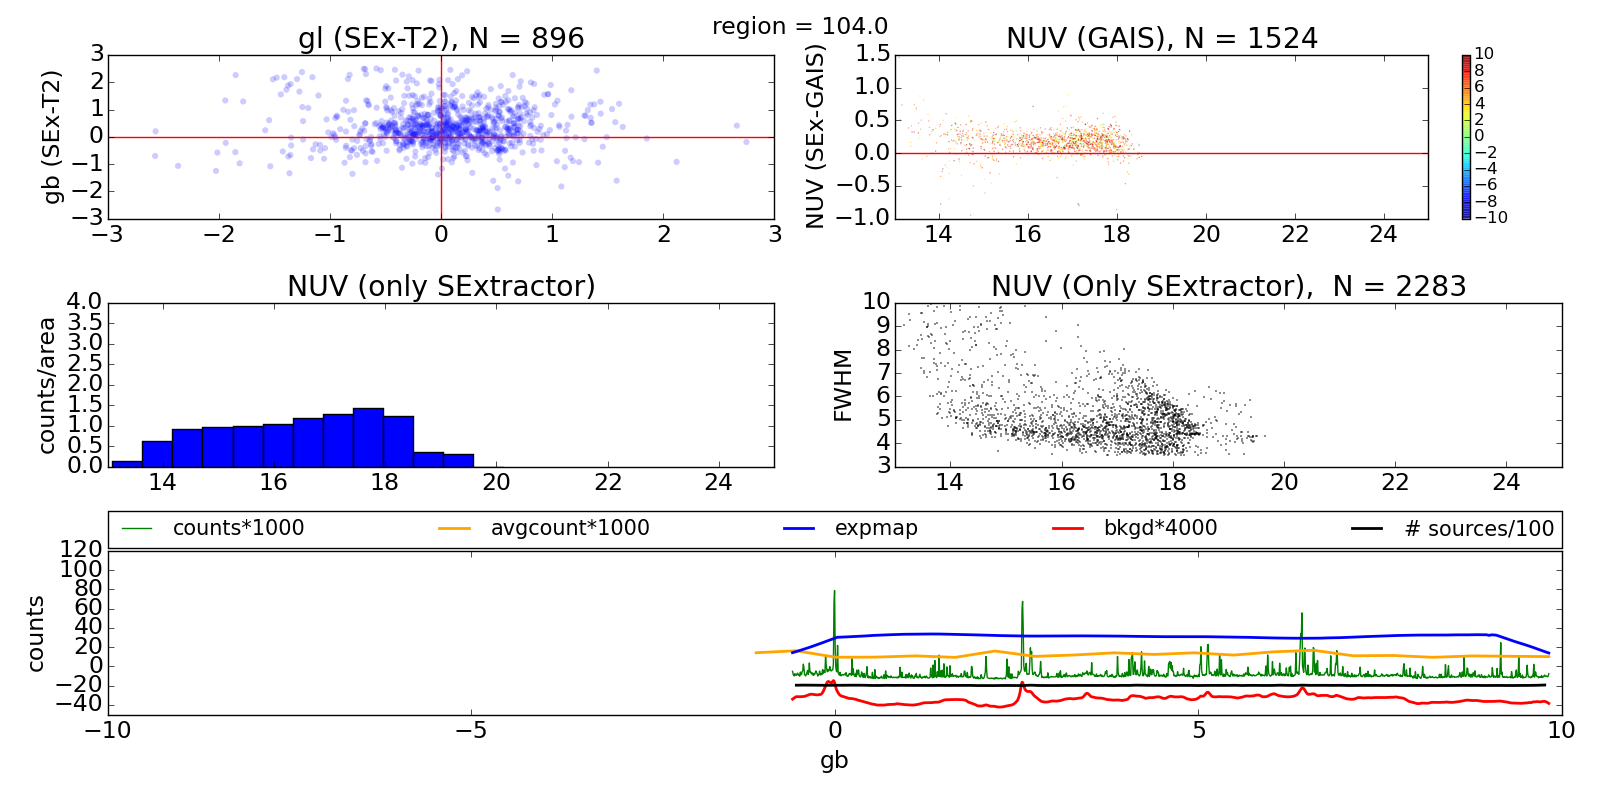 region = 104.0
gl (SEx-T2), N = 896
gb (SEx-T2)
3
2
1
0
−1
−2
−3
−3 −2 −1 0 1 2 3
NUV (GAIS), N = 1524
NUV (SEx-GAIS)
1.5
1.0
0.5
0.0
−0.5
−1.0
14 16 18 20 22 24
10
8
6
4
2
0
−2
−4
−6
−8
−10
NUV (only SExtractor)
counts/area
4.0
3.5
3.0
2.5
2.0
1.5
1.0
0.5
0.0
14 16 18 20 22 24
NUV (Only SExtractor),  N = 2283
FWHM
10
9
8
7
6
5
4
3
14 16 18 20 22 24
counts*1000 avgcount*1000 expmap bkgd*4000 # sources/100
counts
120
100
80
60
40
20
0
−20
−40
−10 −5 0 5 10
gb